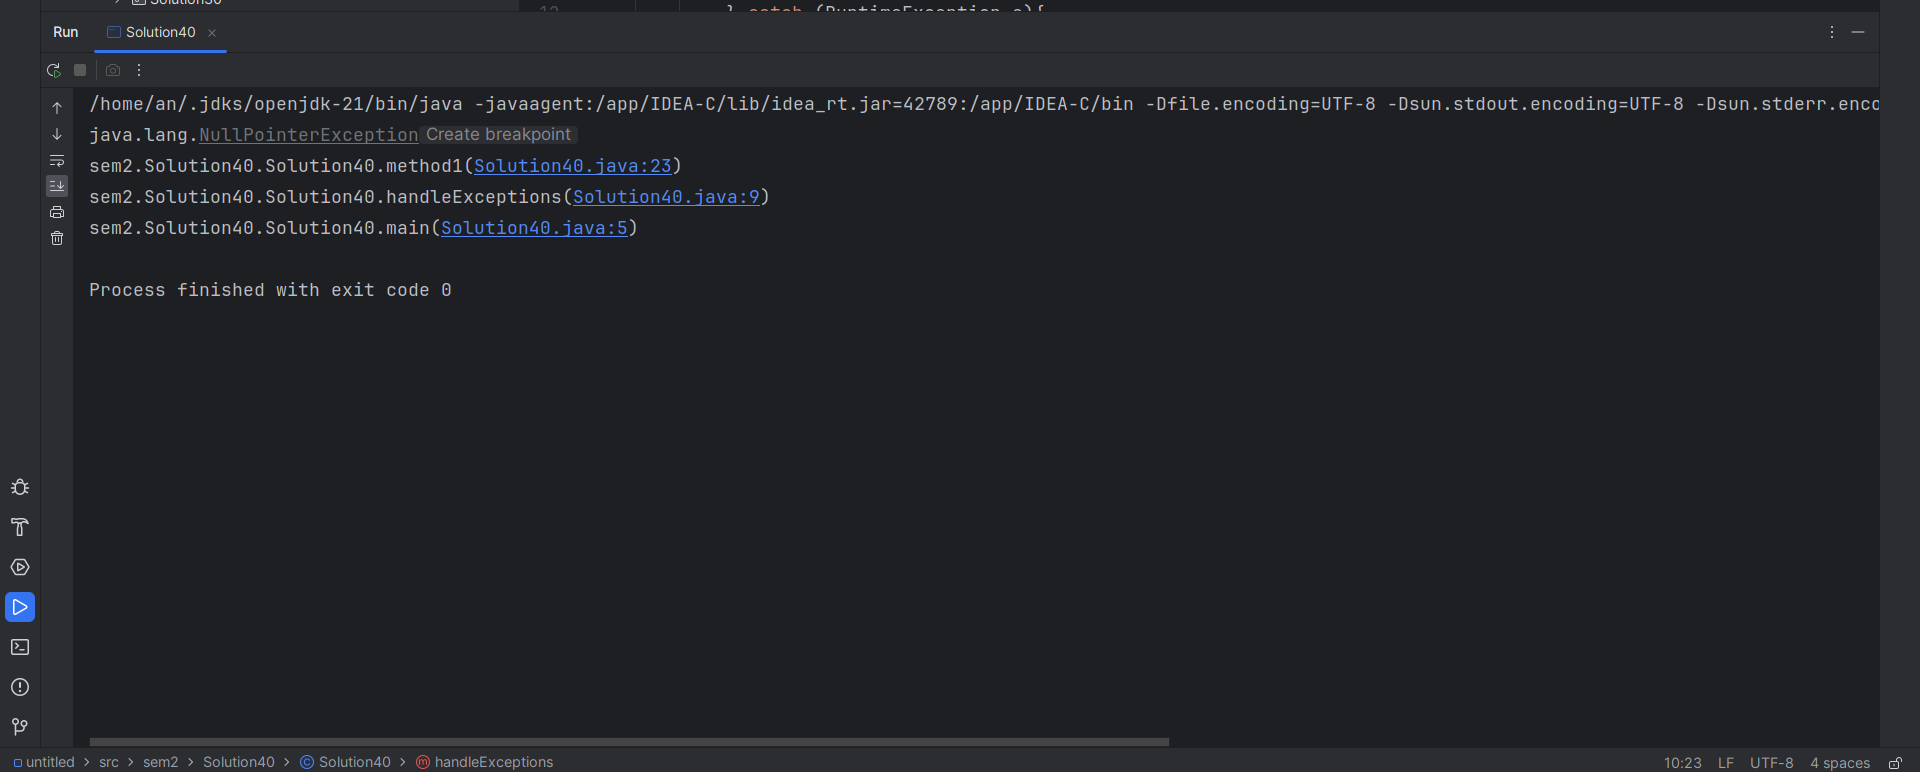 Solution30
12 } catch (RuntimeException e){
Run Solution40
/home/an/.jdks/openjdk-21/bin/java -javaagent:/app/IDEA-C/lib/idea_rt.jar=42789:/app/IDEA-C/bin -Dfile.encoding=UTF-8 -Dsun.stdout.encoding=UTF-8 -Dsun.stderr.enco
java.lang.NullPointerException Create breakpoint
sem2.Solution40.Solution40.method1(Solution40.java:23)
sem2.Solution40.Solution40.handleExceptions(Solution40.java:9)
sem2.Solution40.Solution40.main(Solution40.java:5)
Process finished with exit code 0
untitled > src > sem2 > Solution40 > Solution40 > handleExceptions 10:23 LF UTF-8 4 spaces